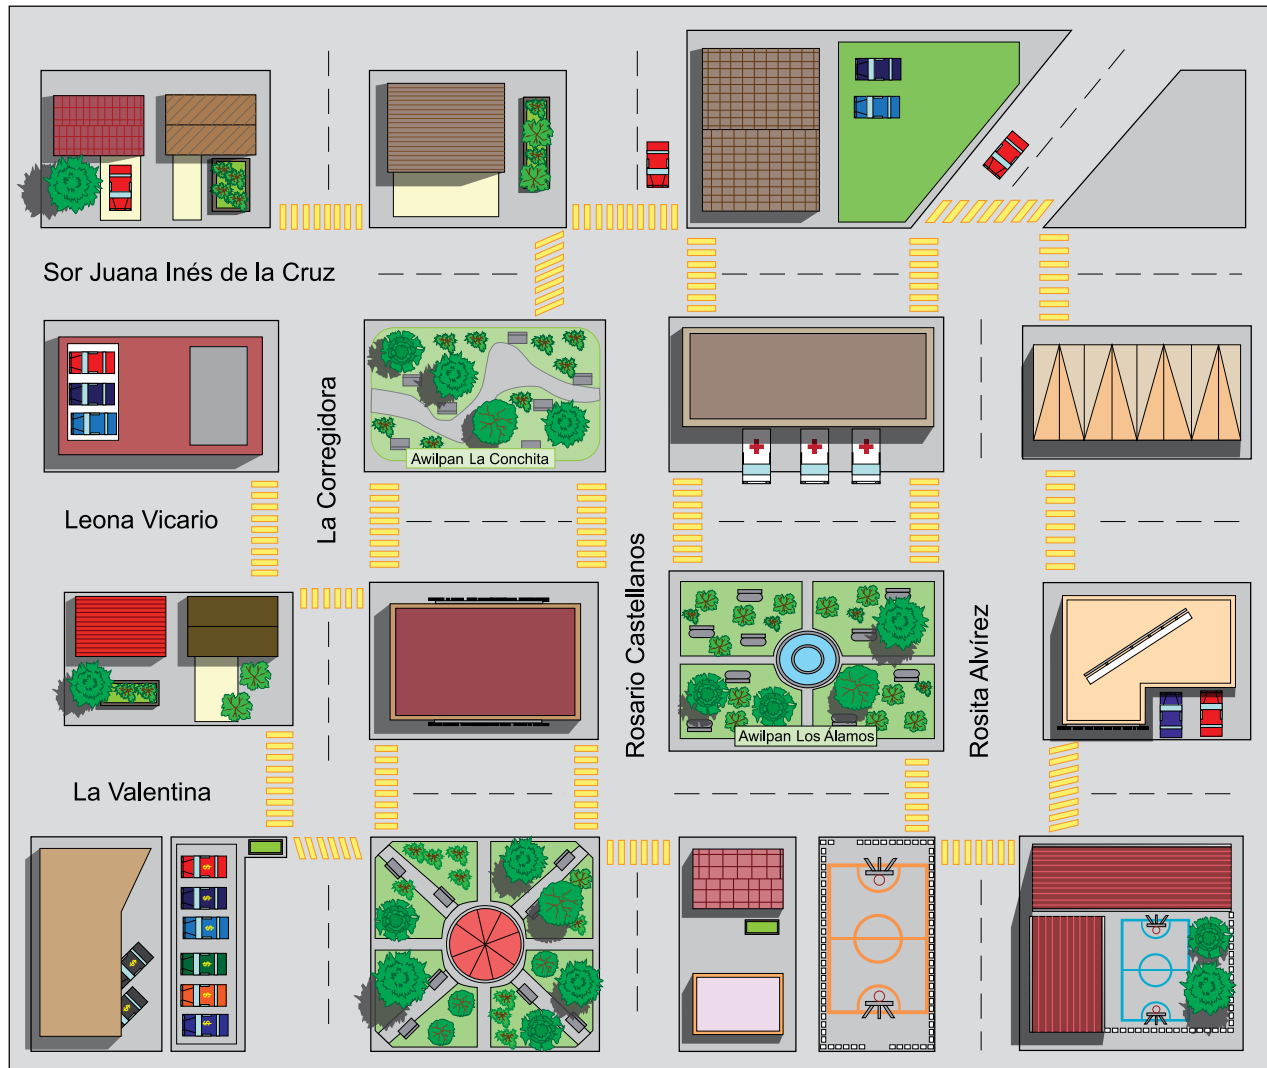 Sor Juana Inés de la Cruz
La Corregidora
Awilpan La Conchita
Leona Vicario
Rosario Castellanos
Rosita Alvírez
Awilpan Los Álamos
La Valentina
$
$
$
$
$
$
$
$